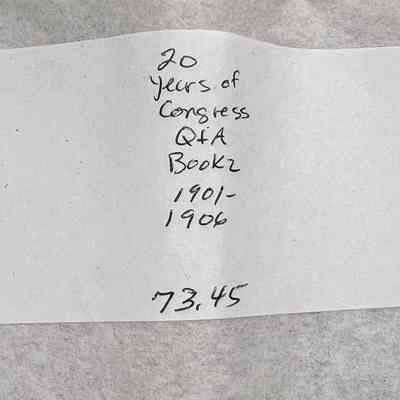 20
Years of
Congress
Q&A
Book 2
1901-
1906
73.45